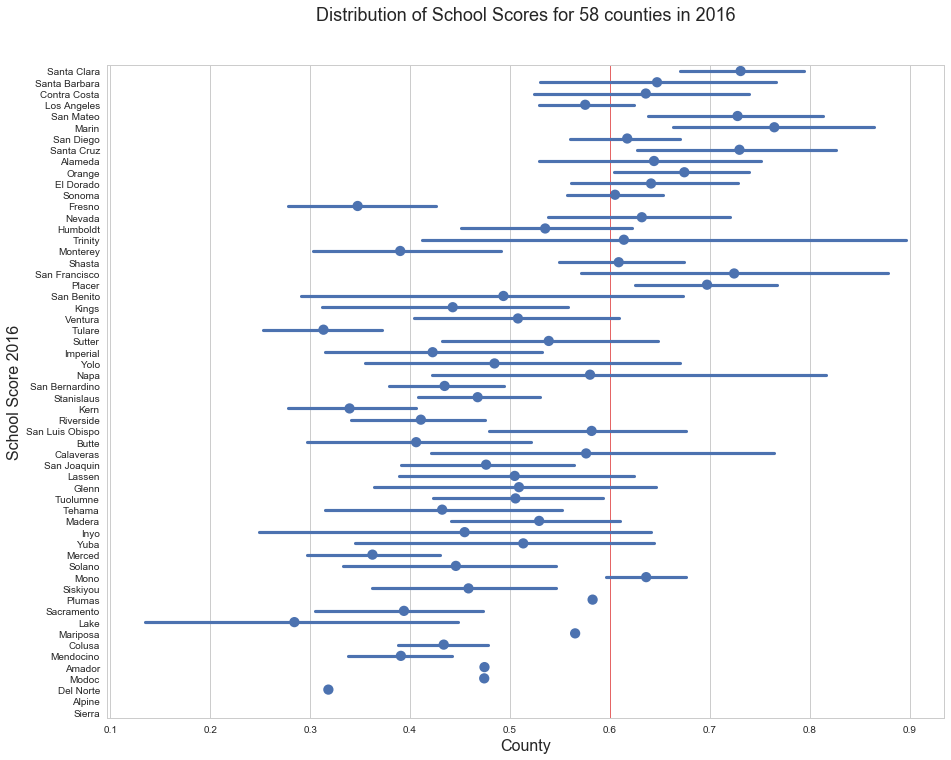 Distribution of School Scores for 58 counties in 2016
Santa Clara
Santa Barbara
Contra Costa
Los Angeles
San Mateo
Marin
San Diego
Santa Cruz
Alameda
Orange
El Dorado
Sonoma
Fresno
Nevada
Humboldt
Trinity
Monterey
Shasta
San Francisco
Placer
San Benito
Kings
Ventura
Tulare
Sutter
Imperial
Yolo
Napa
San Bernardino
Stanislaus
Kern
Riverside
San Luis Obispo
Butte
Calaveras
San Joaquin
Lassen
Glenn
Tuolumne
Tehama
Madera
Inyo
Yuba
Merced
Solano
Mono
Siskiyou
Plumas
Sacramento
Lake
Mariposa
Colusa
Mendocino
Amador
Modoc
Del Norte
Alpine
Sierra
School Score 2016
0.1 0.2 0.3 0.4 0.5 0.6 0.7 0.8 0.9
County